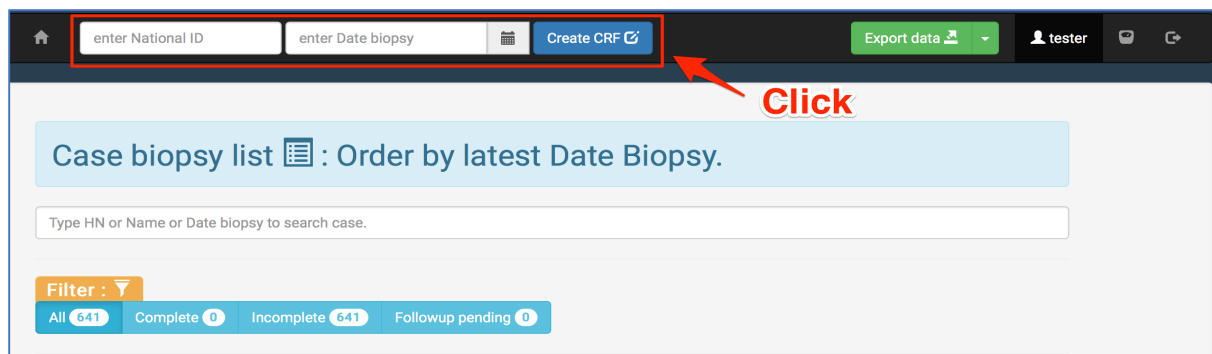 enter National ID enter Date biopsy Create CRF Export data tester
Click
Case biopsy list : Order by latest Date Biopsy.
Type HN or Name or Date biopsy to search case.
Filter :
All 641 Complete 0 Incomplete 641 Followup pending 0